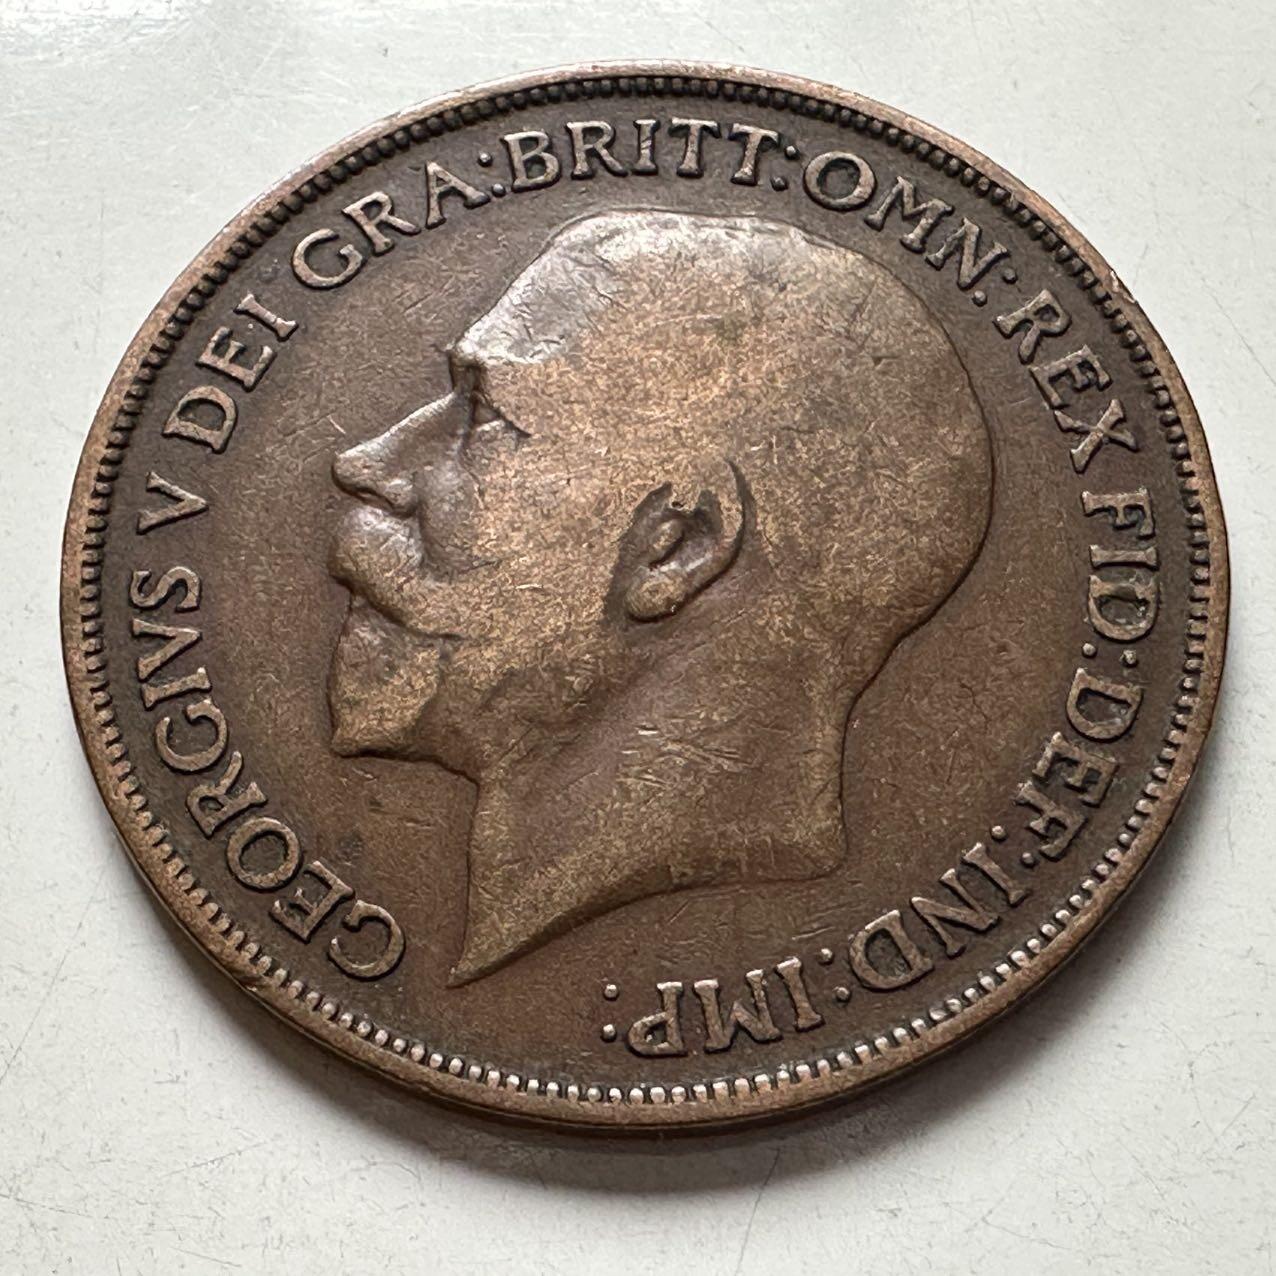 GEORGIVS V DEI GRA:BRITT:OMN:REX FID:DEF:IND:IMP: